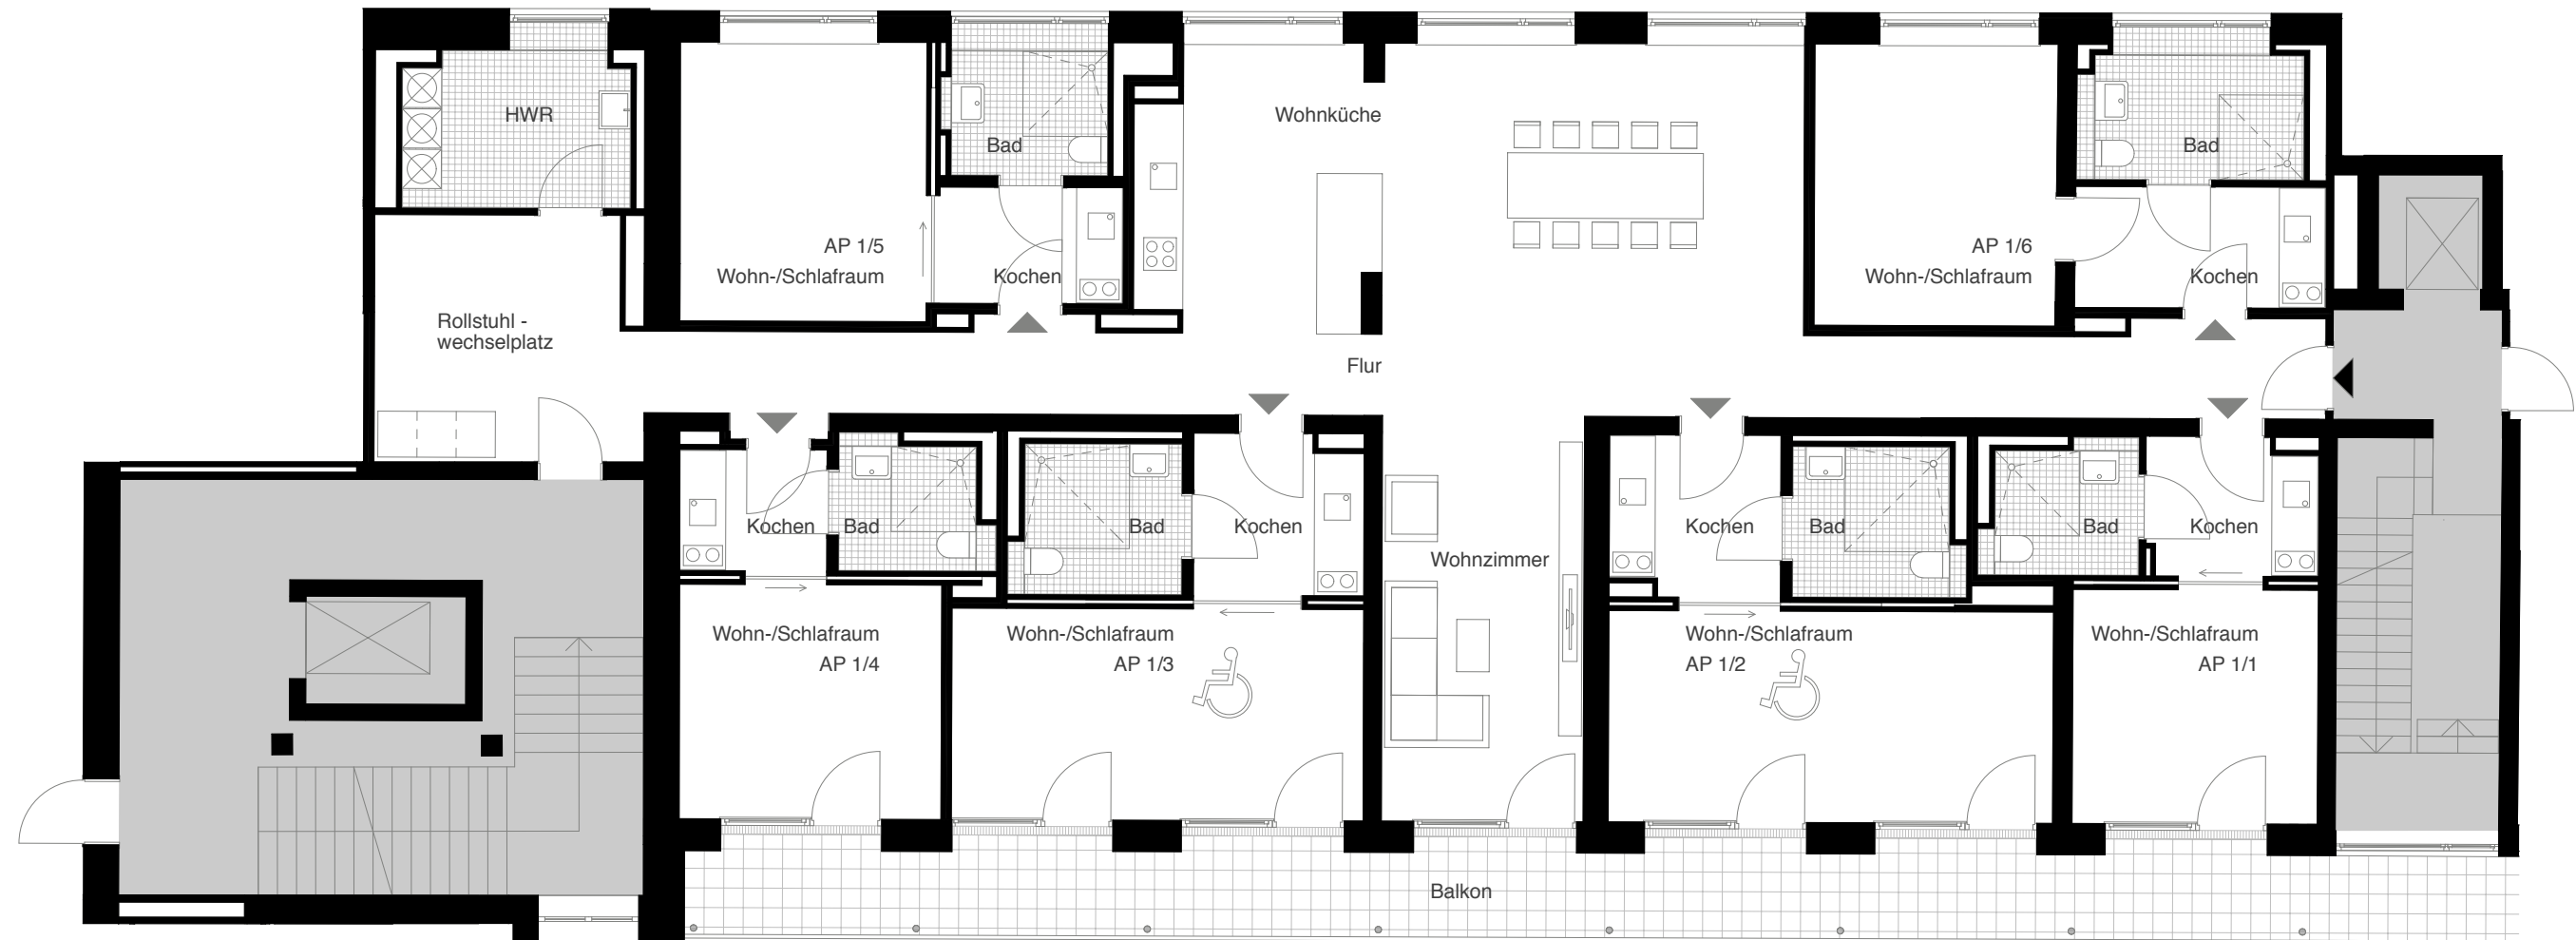 HWR
Wohnküche
Bad
Bad
AP 1/5
Wohn-/Schlafraum
Kochen
AP 1/6
Wohn-/Schlafraum
Kochen
Rollstuhl -
wechselplatz
Flur
Kochen
Bad
Bad
Kochen
Wohnzimmer
Kochen
Bad
Bad
Kochen
Wohn-/Schlafraum
AP 1/4
Wohn-/Schlafraum
AP 1/3
Wohn-/Schlafraum
AP 1/2
Wohn-/Schlafraum
AP 1/1
Balkon